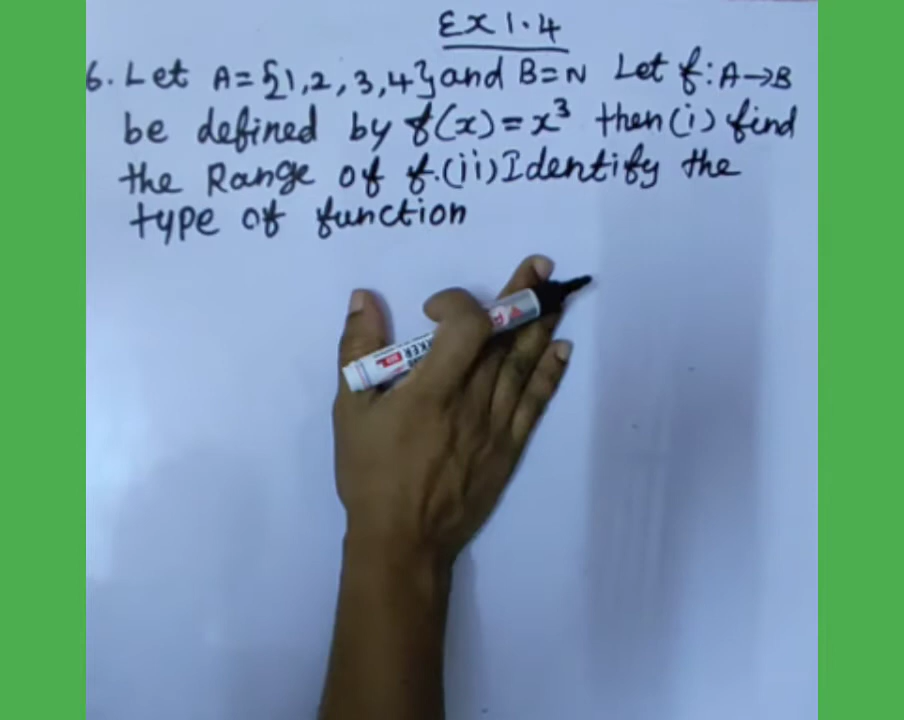 Ex 1.4
6. Let A={1,2,3,4} and B=N Let f:A→B
be defined by f(x)=x³ then (i) find
the Range of f.(ii) Identify the
type of function